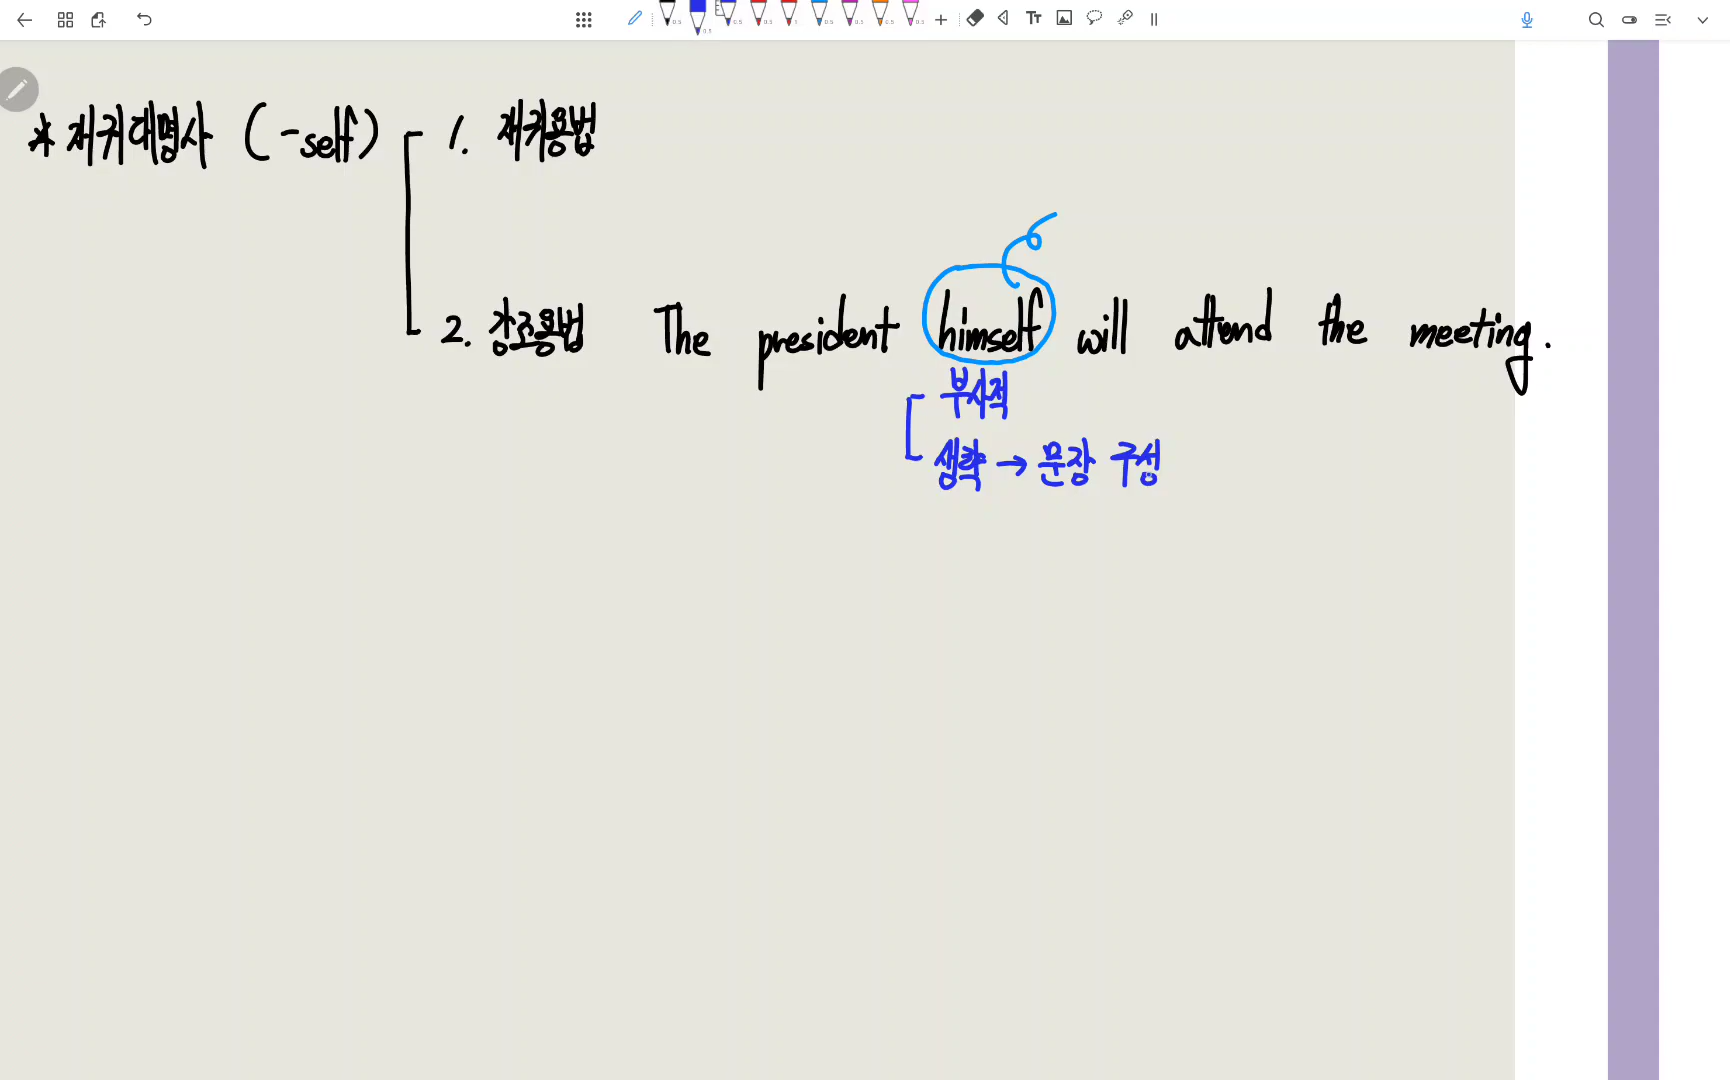 * 재귀대명사 (-self) 1. 재귀용법
2. 강조용법 The president himself will attend the meeting.
부사적
생략 → 문장 구성